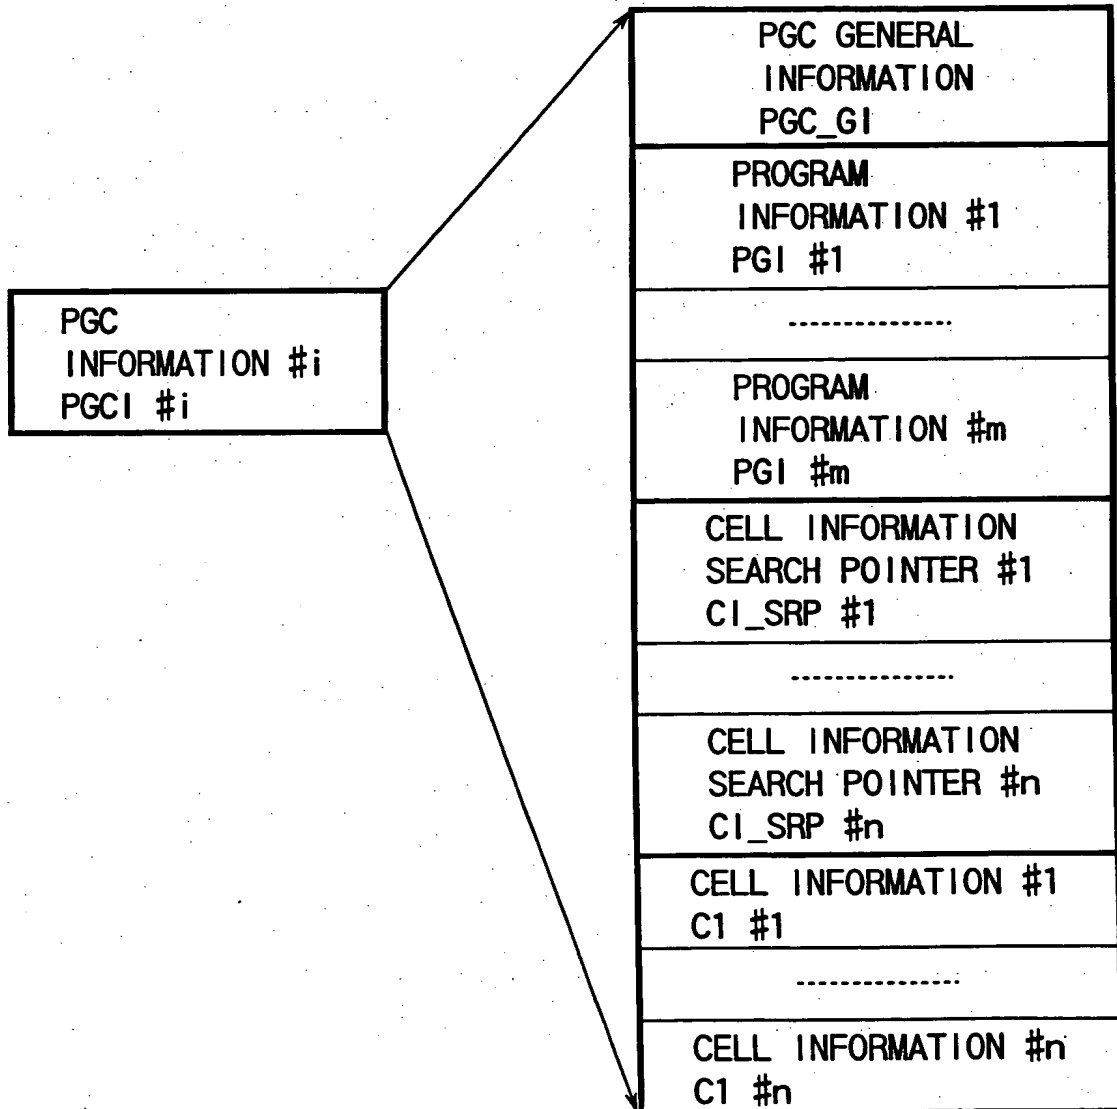 PGC GENERAL
INFORMATION
PGC_GI
PROGRAM
INFORMATION #1
PGI #1
PGC
INFORMATION #i
PGCI #i
PROGRAM
INFORMATION #m
PGI #m
CELL INFORMATION
SEARCH POINTER #1
CI_SRP #1
CELL INFORMATION
SEARCH POINTER #n
CI_SRP #n
CELL INFORMATION #1
C1 #1
CELL INFORMATION #n
C1 #n